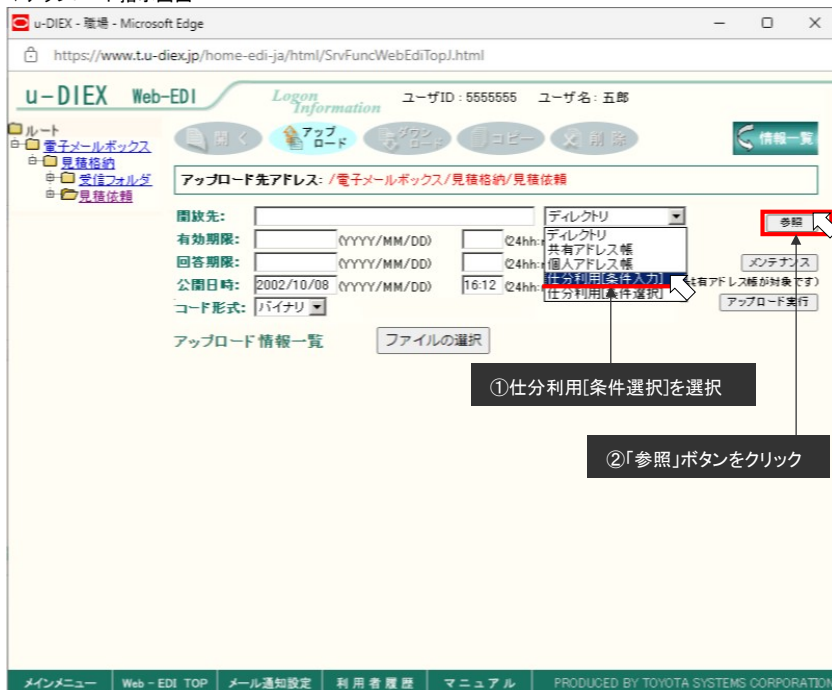 u-DIEX - 職場 - Microsoft Edge
https://www.t.u-diex.jp/home-edi-ja/html/SrvFuncWebEdiTopJ.html
u-DIEX Web-EDI
Logon Information
ユーザID : 5555555 ユーザ名 : 五郎
ルート
電子メールボックス
見積格納
受信フォルダ
見積依頼
開く アップロード ダウンロード コピー 削除 情報一覧
アップロード先アドレス: /電子メールボックス/見積格納/見積依頼
開放先: ディレクトリ 参照
有効期限: (YYYY/MM/DD) (24hh:
回答期限: (YYYY/MM/DD) (24hh:
公開日時: 2002/10/08 (YYYY/MM/DD) 16:12 (24hh:
コード形式: バイナリ
ディレクトリ
共有アドレス帳
個人アドレス帳
仕分利用[条件入力]
仕分利用[条件選択]
メンテナンス
共有アドレス帳が対象です)
アップロード実行
アップロード情報一覧 ファイルの選択
①仕分利用[条件選択]を選択
②「参照」ボタンをクリック
メインメニュー Web - EDI TOP メール通知設定 利用者履歴 マニュアル PRODUCED BY TOYOTA SYSTEMS CORPORATION